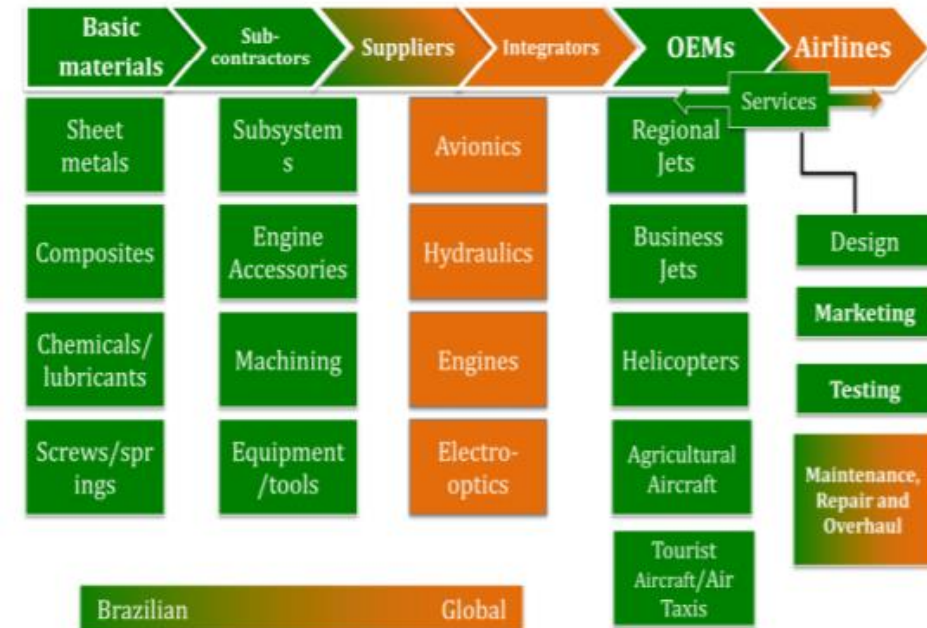 Basic
materials
Sub-
contractors
Suppliers
Integrators
OEMs
Airlines
Services
Sheet
metals
Composites
Chemicals/
lubricants
Screws/spr
ings
Subsystem
s
Engine
Accessories
Machining
Equipment
/tools
Avionics
Hydraulics
Engines
Electro-
optics
Regional
Jets
Business
Jets
Helicopters
Agricultural
Aircraft
Tourist
Aircraft/Air
Taxis
Design
Marketing
Testing
Maintenance,
Repair and
Overhaul
Brazilian
Global